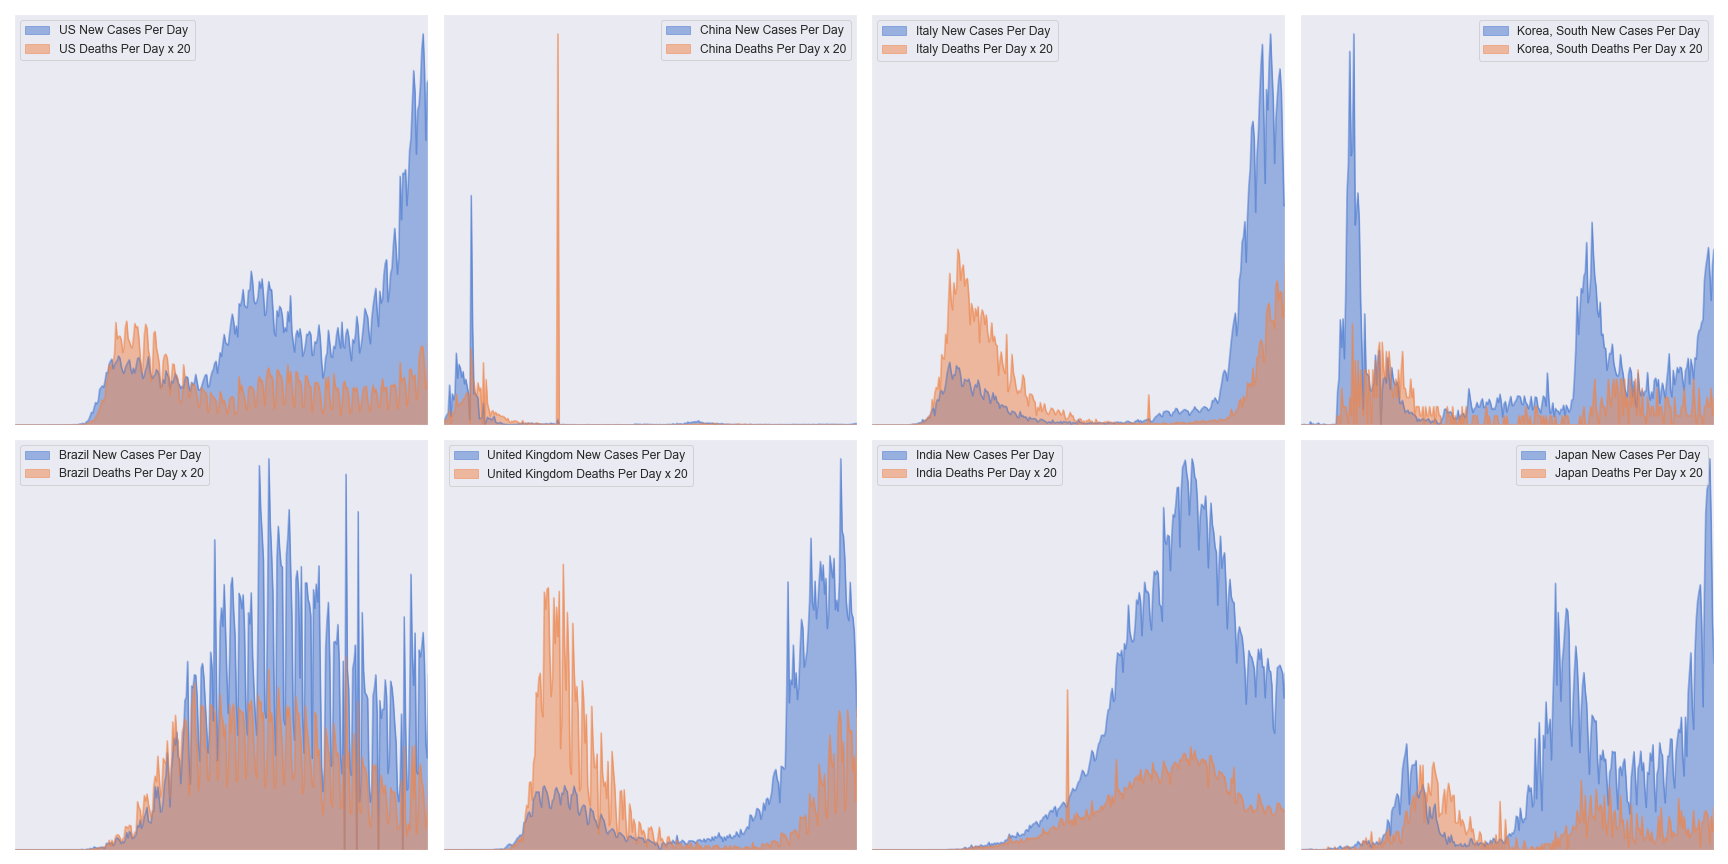 US New Cases Per Day
US Deaths Per Day x 20
China New Cases Per Day
China Deaths Per Day x 20
Italy New Cases Per Day
Italy Deaths Per Day x 20
Korea, South New Cases Per Day
Korea, South Deaths Per Day x 20
Brazil New Cases Per Day
Brazil Deaths Per Day x 20
United Kingdom New Cases Per Day
United Kingdom Deaths Per Day x 20
India New Cases Per Day
India Deaths Per Day x 20
Japan New Cases Per Day
Japan Deaths Per Day x 20